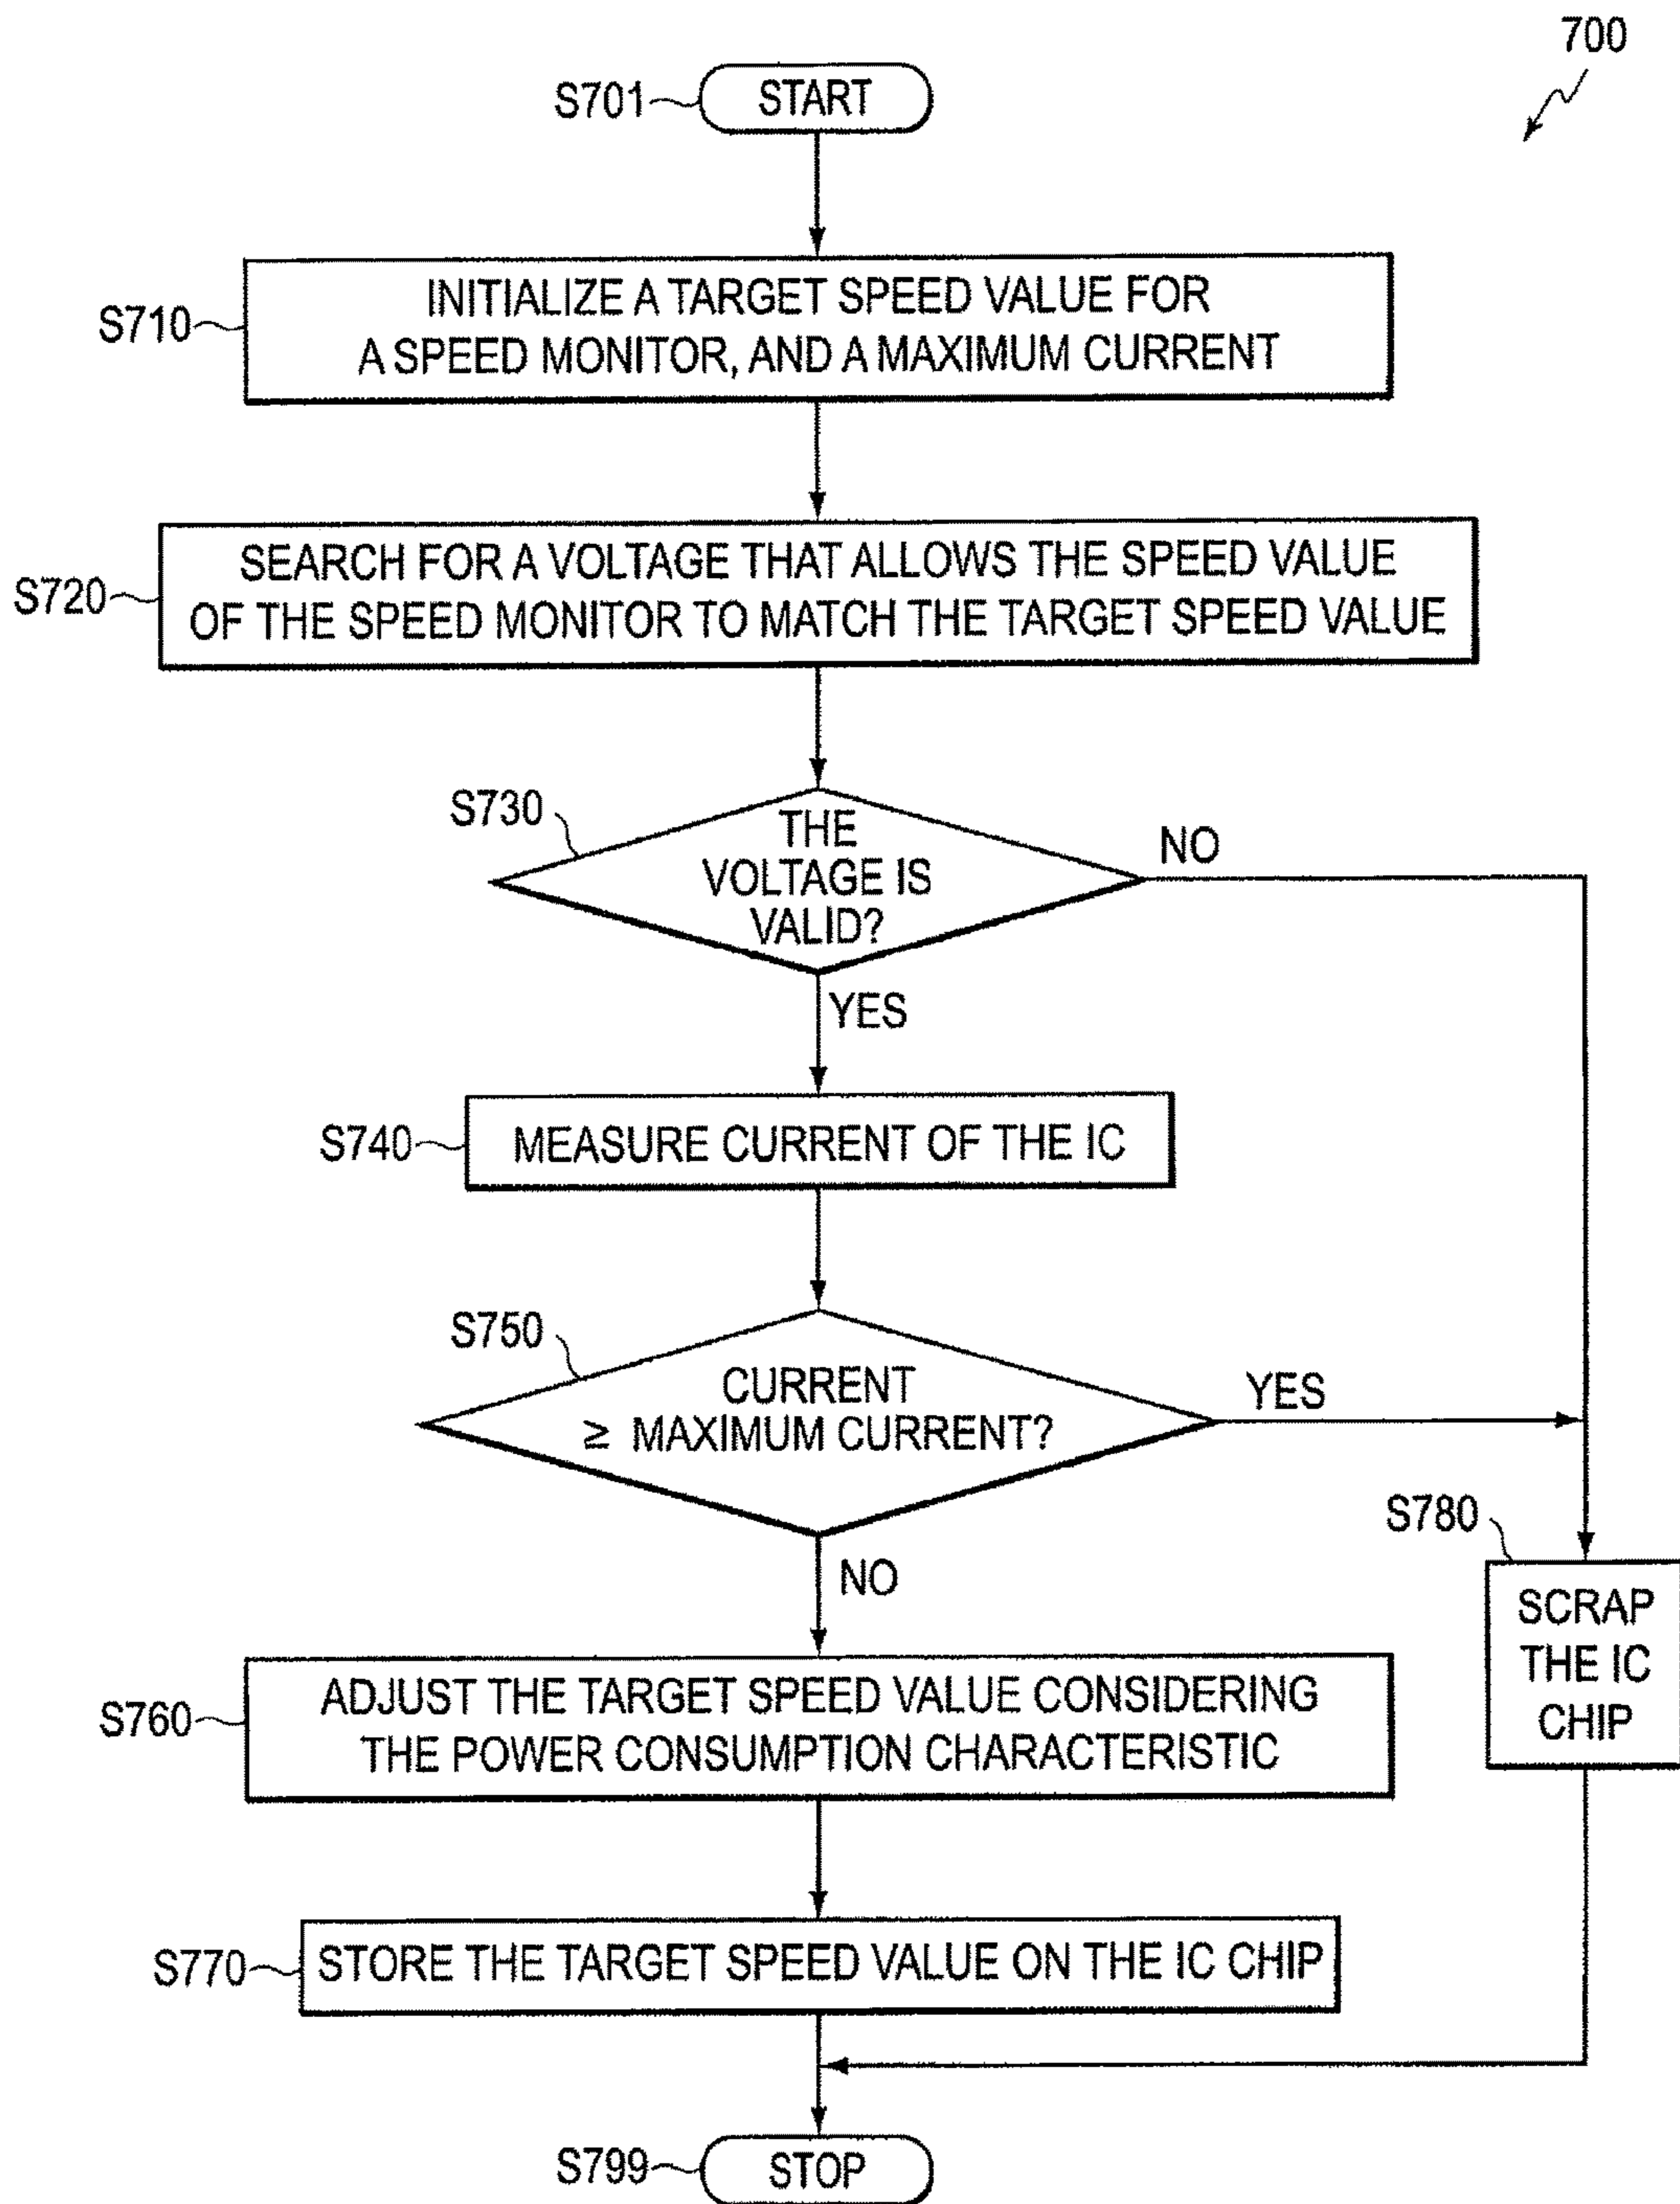 700
S701
START
S710
INITIALIZE A TARGET SPEED VALUE FOR
A SPEED MONITOR, AND A MAXIMUM CURRENT
S720
SEARCH FOR A VOLTAGE THAT ALLOWS THE SPEED VALUE
OF THE SPEED MONITOR TO MATCH THE TARGET SPEED VALUE
S730
THE
VOLTAGE IS
VALID?
NO
YES
S740
MEASURE CURRENT OF THE IC
S750
CURRENT
≥ MAXIMUM CURRENT?
YES
NO
S780
SCRAP
THE IC
CHIP
S760
ADJUST THE TARGET SPEED VALUE CONSIDERING
THE POWER CONSUMPTION CHARACTERISTIC
S770
STORE THE TARGET SPEED VALUE ON THE IC CHIP
S799
STOP